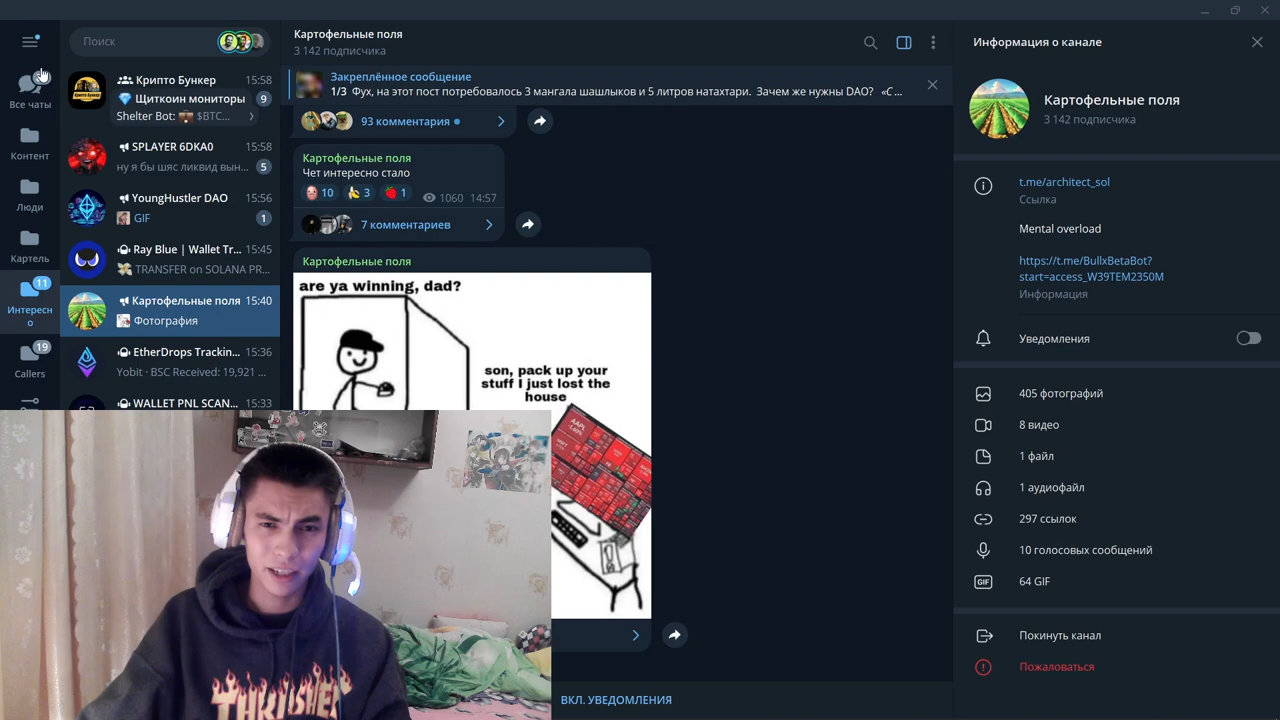 Поиск
Все чаты
Контент
Люди
Картель
11
Интересн
о
19
Callers
Крипто Бункер
15:58
💎 Щиткоин мониторы
9
Shelter Bot: 💼 $BTC...
SPLAYER 6DKA0
15:58
ну я бы шяс ликвид вын...
5
YoungHustler DAO
15:56
GIF
1
Ray Blue | Wallet Tr...
15:45
💸 TRANSFER on SOLANA PR...
Картофельные поля
15:40
Фотография
EtherDrops Trackin...
15:36
Yobit · BSC Received: 19,921 ...
WALLET PNL SCAN...
15:33
Картофельные поля
3 142 подписчика
Закреплённое сообщение
1/3 Фух, на этот пост потребовалось 3 мангала шашлыков и 5 литров натахтари. Зачем же нужны DAO? «С...
93 комментария
Картофельные поля
Чет интересно стало
10
3
🍓 1
1060
14:57
7 комментариев
Картофельные поля
are ya winning, dad?
son, pack up your
stuff I just lost the
house
AAPL
ВКЛ. УВЕДОМЛЕНИЯ
THRASHER
Информация о канале
Картофельные поля
3 142 подписчика
t.me/architect_sol
Ссылка
Mental overload
https://t.me/BullxBetaBot?
start=access_W39TEM2350M
Информация
Уведомления
405 фотографий
8 видео
1 файл
1 аудиофайл
297 ссылок
10 голосовых сообщений
GIF
64 GIF
Покинуть канал
Пожаловаться